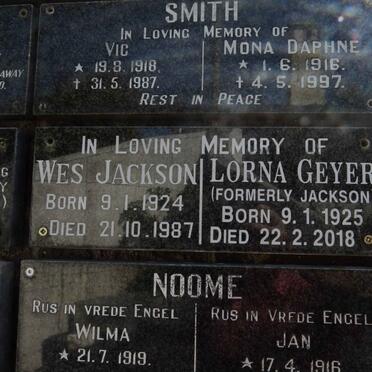 AWAY
SMITH
IN LOVING MEMORY OF
VIC MONA DAPHNE
★ 19.8.1918. ★ 1.6.1916.
† 31.5.1987. † 4.5.1997.
REST IN PEACE
IN LOVING MEMORY OF
WES JACKSON LORNA GEYER
(FORMERLY JACKSON
BORN 9.1.1924 BORN 9.1.1925
DIED 21.10.1987 DIED 22.2.2018
NOOME
RUS IN VREDE ENGEL RUS IN VREDE ENGEL
WILMA JAN
★ 21.7.1919. ★ 17.4.1916